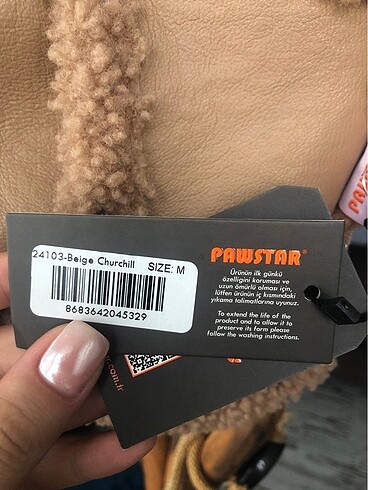 24103-Beige Churchill SIZE: M
8683642045329
PAWSTAR®
Ürünün ilk günkü
özelliğini koruması ve
uzun ömürlü olması için,
lütfen ürünün iç kısmındaki
yıkama talimatlarına uyunuz.
To extend the life of the
product and to allow it to
preserve its form please
follow the washing instructions.
.com.tr